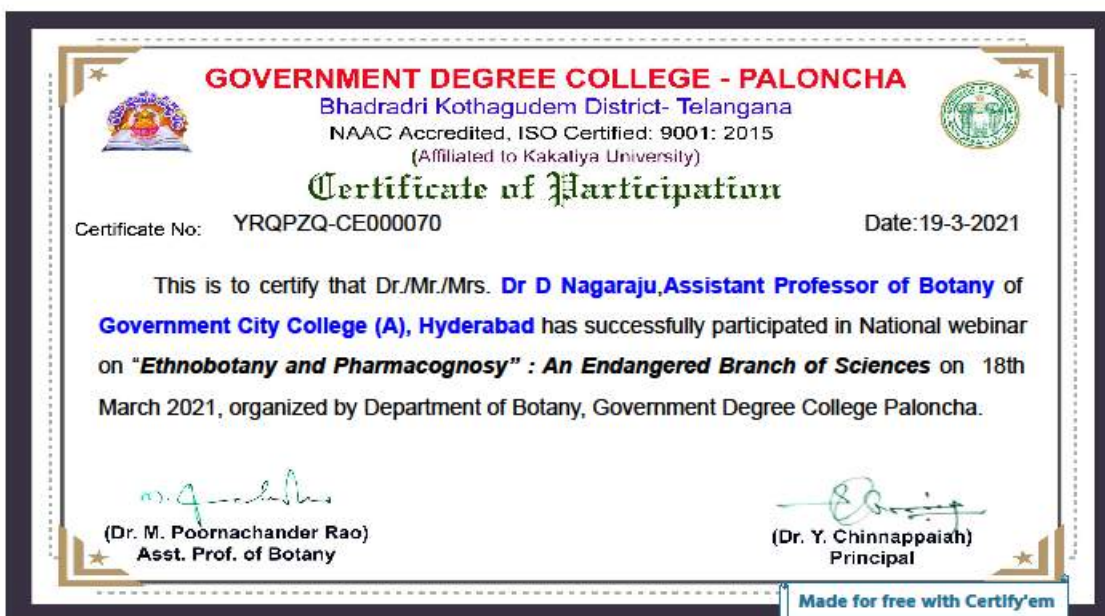 GOVERNMENT DEGREE COLLEGE - PALONCHA
Bhadradri Kothagudem District- Telangana
NAAC Accredited, ISO Certified: 9001: 2015
(Affiliated to Kakatiya University)
Certificate of Participation
Certificate No: YRQPZQ-CE000070 Date:19-3-2021
This is to certify that Dr./Mr./Mrs. Dr D Nagaraju,Assistant Professor of Botany of
Government City College (A), Hyderabad has successfully participated in National webinar
on “Ethnobotany and Pharmacognosy” : An Endangered Branch of Sciences on 18th
March 2021, organized by Department of Botany, Government Degree College Paloncha.
(Dr. M. Poornachander Rao) (Dr. Y. Chinnappaiah)
Asst. Prof. of Botany Principal
Made for free with Certify'em